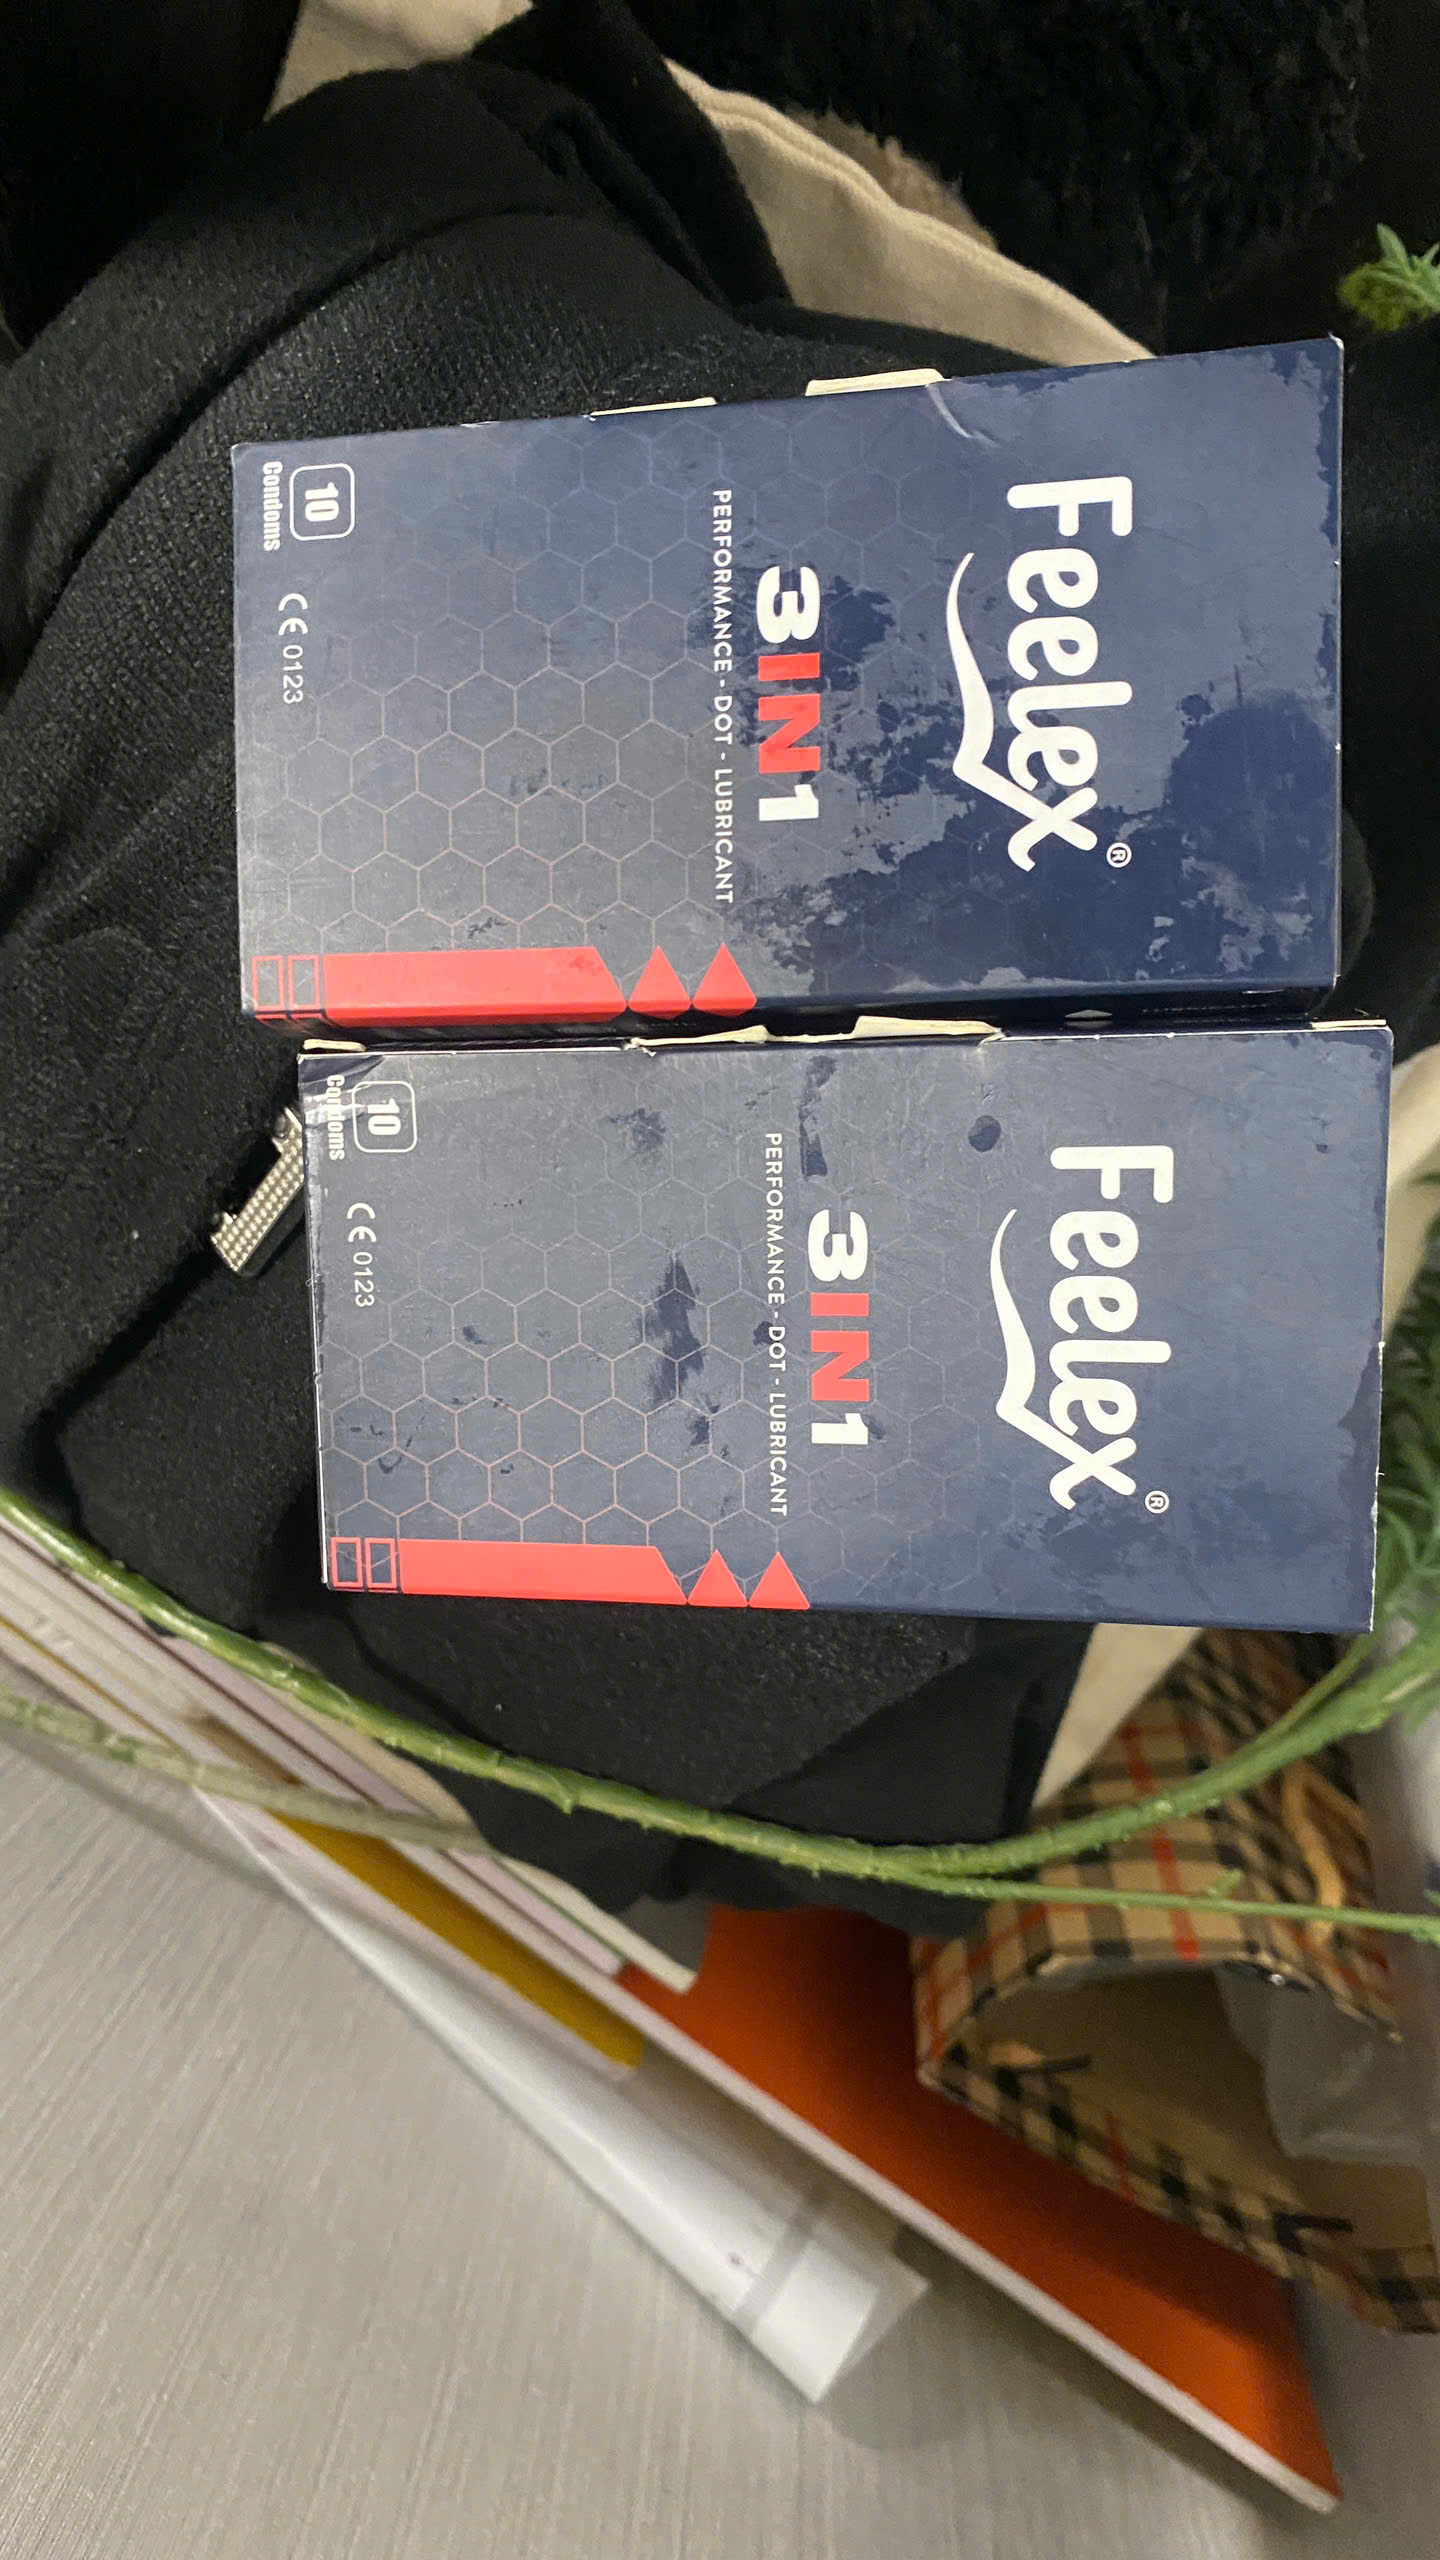 Feelex®
3IN1
PERFORMANCE - DOT - LUBRICANT
10
Condoms
CE 0123
Feelex®
3IN1
PERFORMANCE - DOT - LUBRICANT
10
Condoms
CE 0123